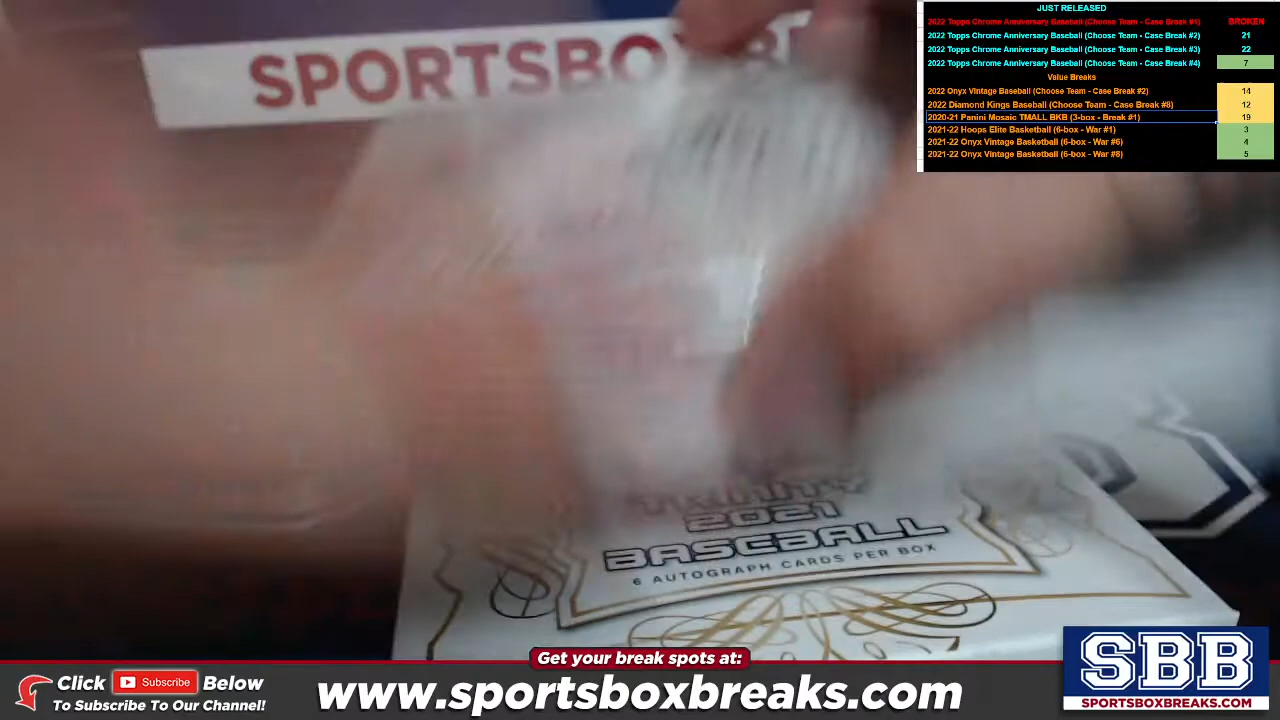 SPORTSBOX
JUST RELEASED
2022 Topps Chrome Anniversary Baseball (Choose Team - Case Break #1) BROKEN
2022 Topps Chrome Anniversary Baseball (Choose Team - Case Break #2) 21
2022 Topps Chrome Anniversary Baseball (Choose Team - Case Break #3) 22
2022 Topps Chrome Anniversary Baseball (Choose Team - Case Break #4) 7
Value Breaks
2022 Onyx Vintage Baseball (Choose Team - Case Break #2) 14
2022 Diamond Kings Baseball (Choose Team - Case Break #8) 12
2020-21 Panini Mosaic TMALL BKB (3-box - Break #1) 19
2021-22 Hoops Elite Basketball (6-box - War #1) 3
2021-22 Onyx Vintage Basketball (6-box - War #6) 4
2021-22 Onyx Vintage Basketball (6-box - War #8) 5
TRINITY
2021
BASEBALL
6 AUTOGRAPH CARDS PER BOX
Get your break spots at:
Click Subscribe Below
To Subscribe To Our Channel!
www.sportsboxbreaks.com
SBB
SPORTSBOXBREAKS.COM